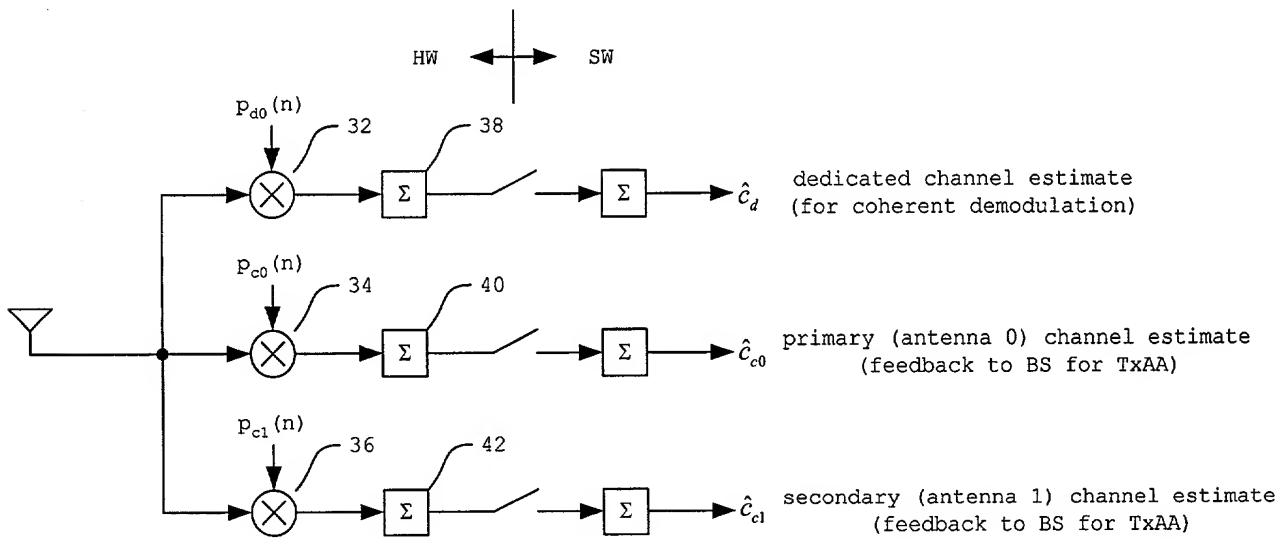 HW SW
p_d0(n)
32 38
Σ Σ ĉ_d dedicated channel estimate
(for coherent demodulation)
p_c0(n)
34 40
Σ Σ ĉ_c0 primary (antenna 0) channel estimate
(feedback to BS for TxAA)
p_c1(n)
36 42
Σ Σ ĉ_c1 secondary (antenna 1) channel estimate
(feedback to BS for TxAA)